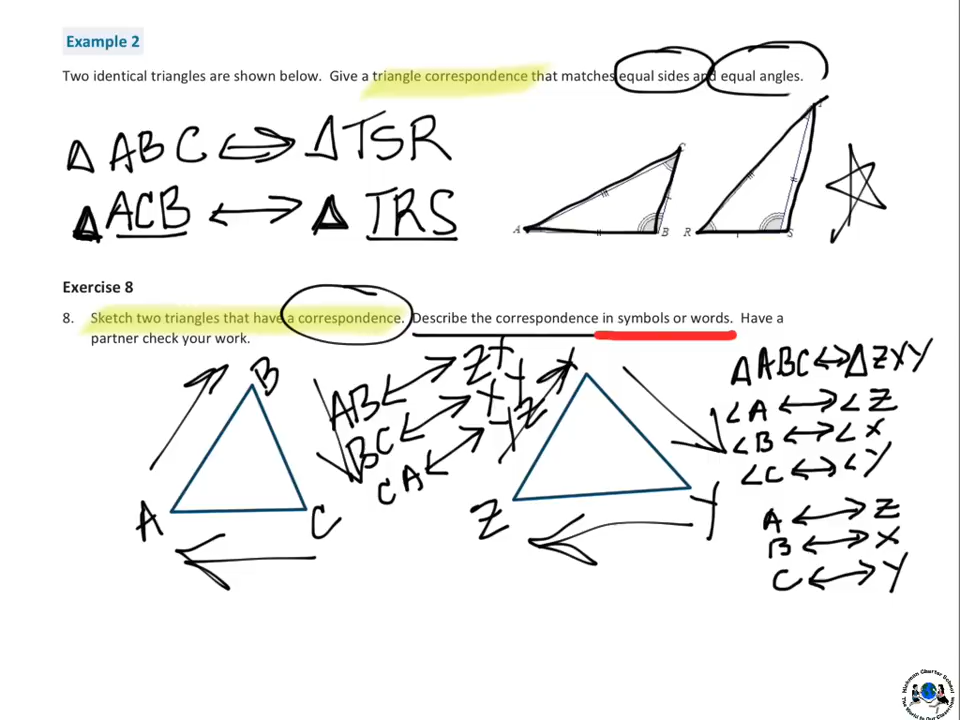 Example 2
Two identical triangles are shown below. Give a triangle correspondence that matches equal sides and equal angles.
Δ ABC ⟺ ΔTSR
Δ ACB ⟷ Δ TRS
A
B
C
R
S
T
Exercise 8
8. Sketch two triangles that have a correspondence. Describe the correspondence in symbols or words. Have a
partner check your work.
A
B
C
AB ⟷ ZX
BC ⟷ XY
CA ⟷ YZ
Z
X
Y
Δ ABC ⟷ Δ ZXY
∠A ⟷ ∠Z
∠B ⟷ ∠X
∠C ⟷ ∠Y
A ⟷ Z
B ⟷ X
C ⟷ Y